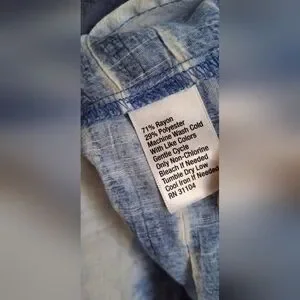 71% Rayon
29% Polyester
Machine Wash Cold
With Like Colors
Gentle Cycle
Only Non-Chlorine
Bleach If Needed
Tumble Dry Low
Cool Iron If Needed
RN 31104